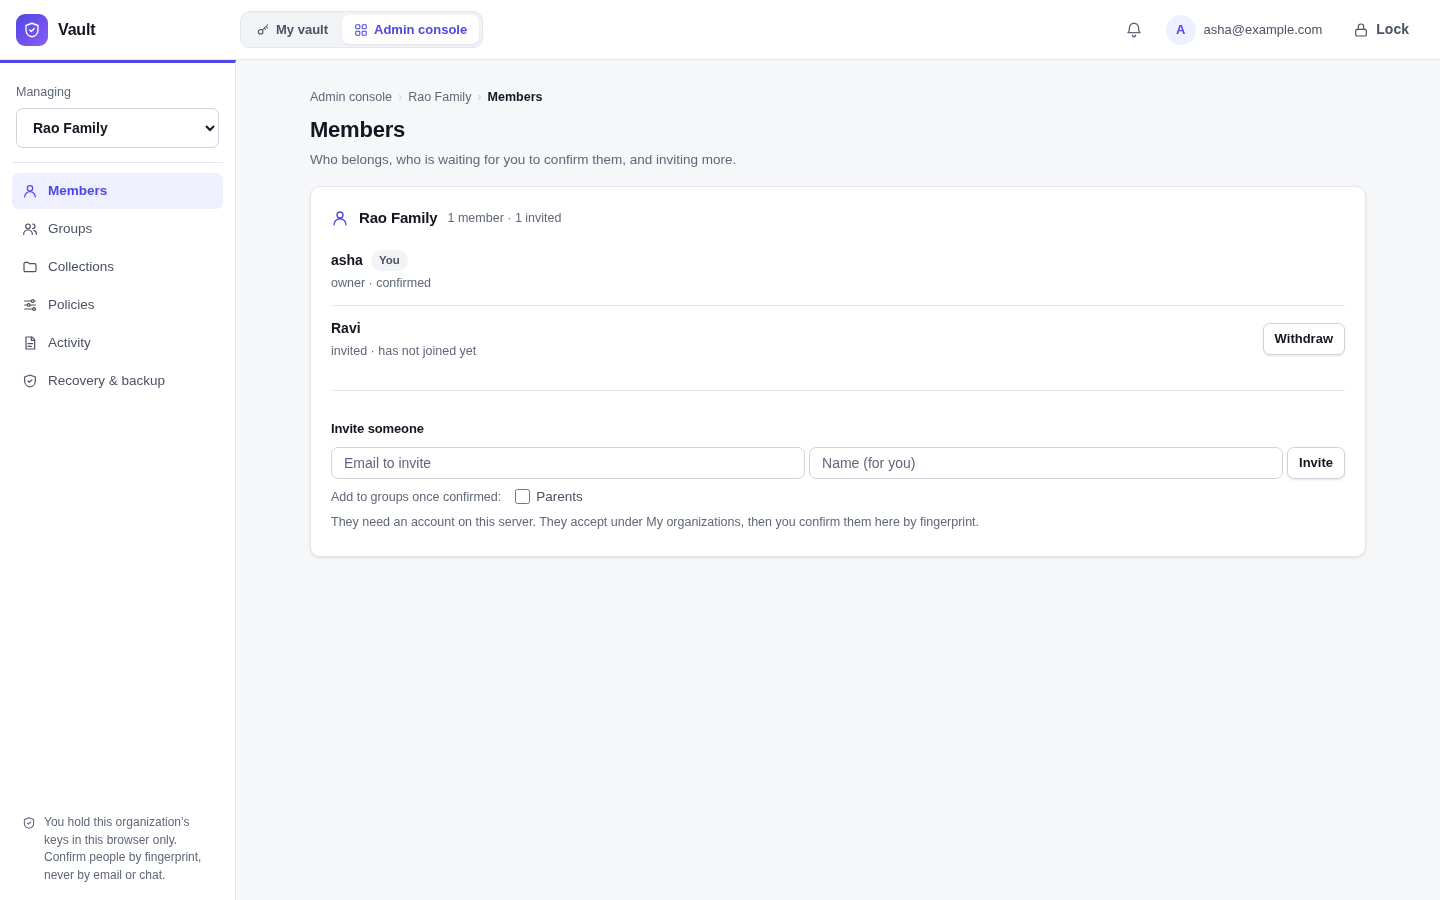 Vault
My vault
Admin console
A
asha@example.com
Lock
Managing
Rao Family
Members
Groups
Collections
Policies
Activity
Recovery & backup
You hold this organization's
keys in this browser only.
Confirm people by fingerprint,
never by email or chat.
Admin console › Rao Family › Members
Members
Who belongs, who is waiting for you to confirm them, and inviting more.
Rao Family 1 member · 1 invited
asha You
owner · confirmed
Ravi
invited · has not joined yet
Withdraw
Invite someone
Email to invite
Name (for you)
Invite
Add to groups once confirmed: Parents
They need an account on this server. They accept under My organizations, then you confirm them here by fingerprint.